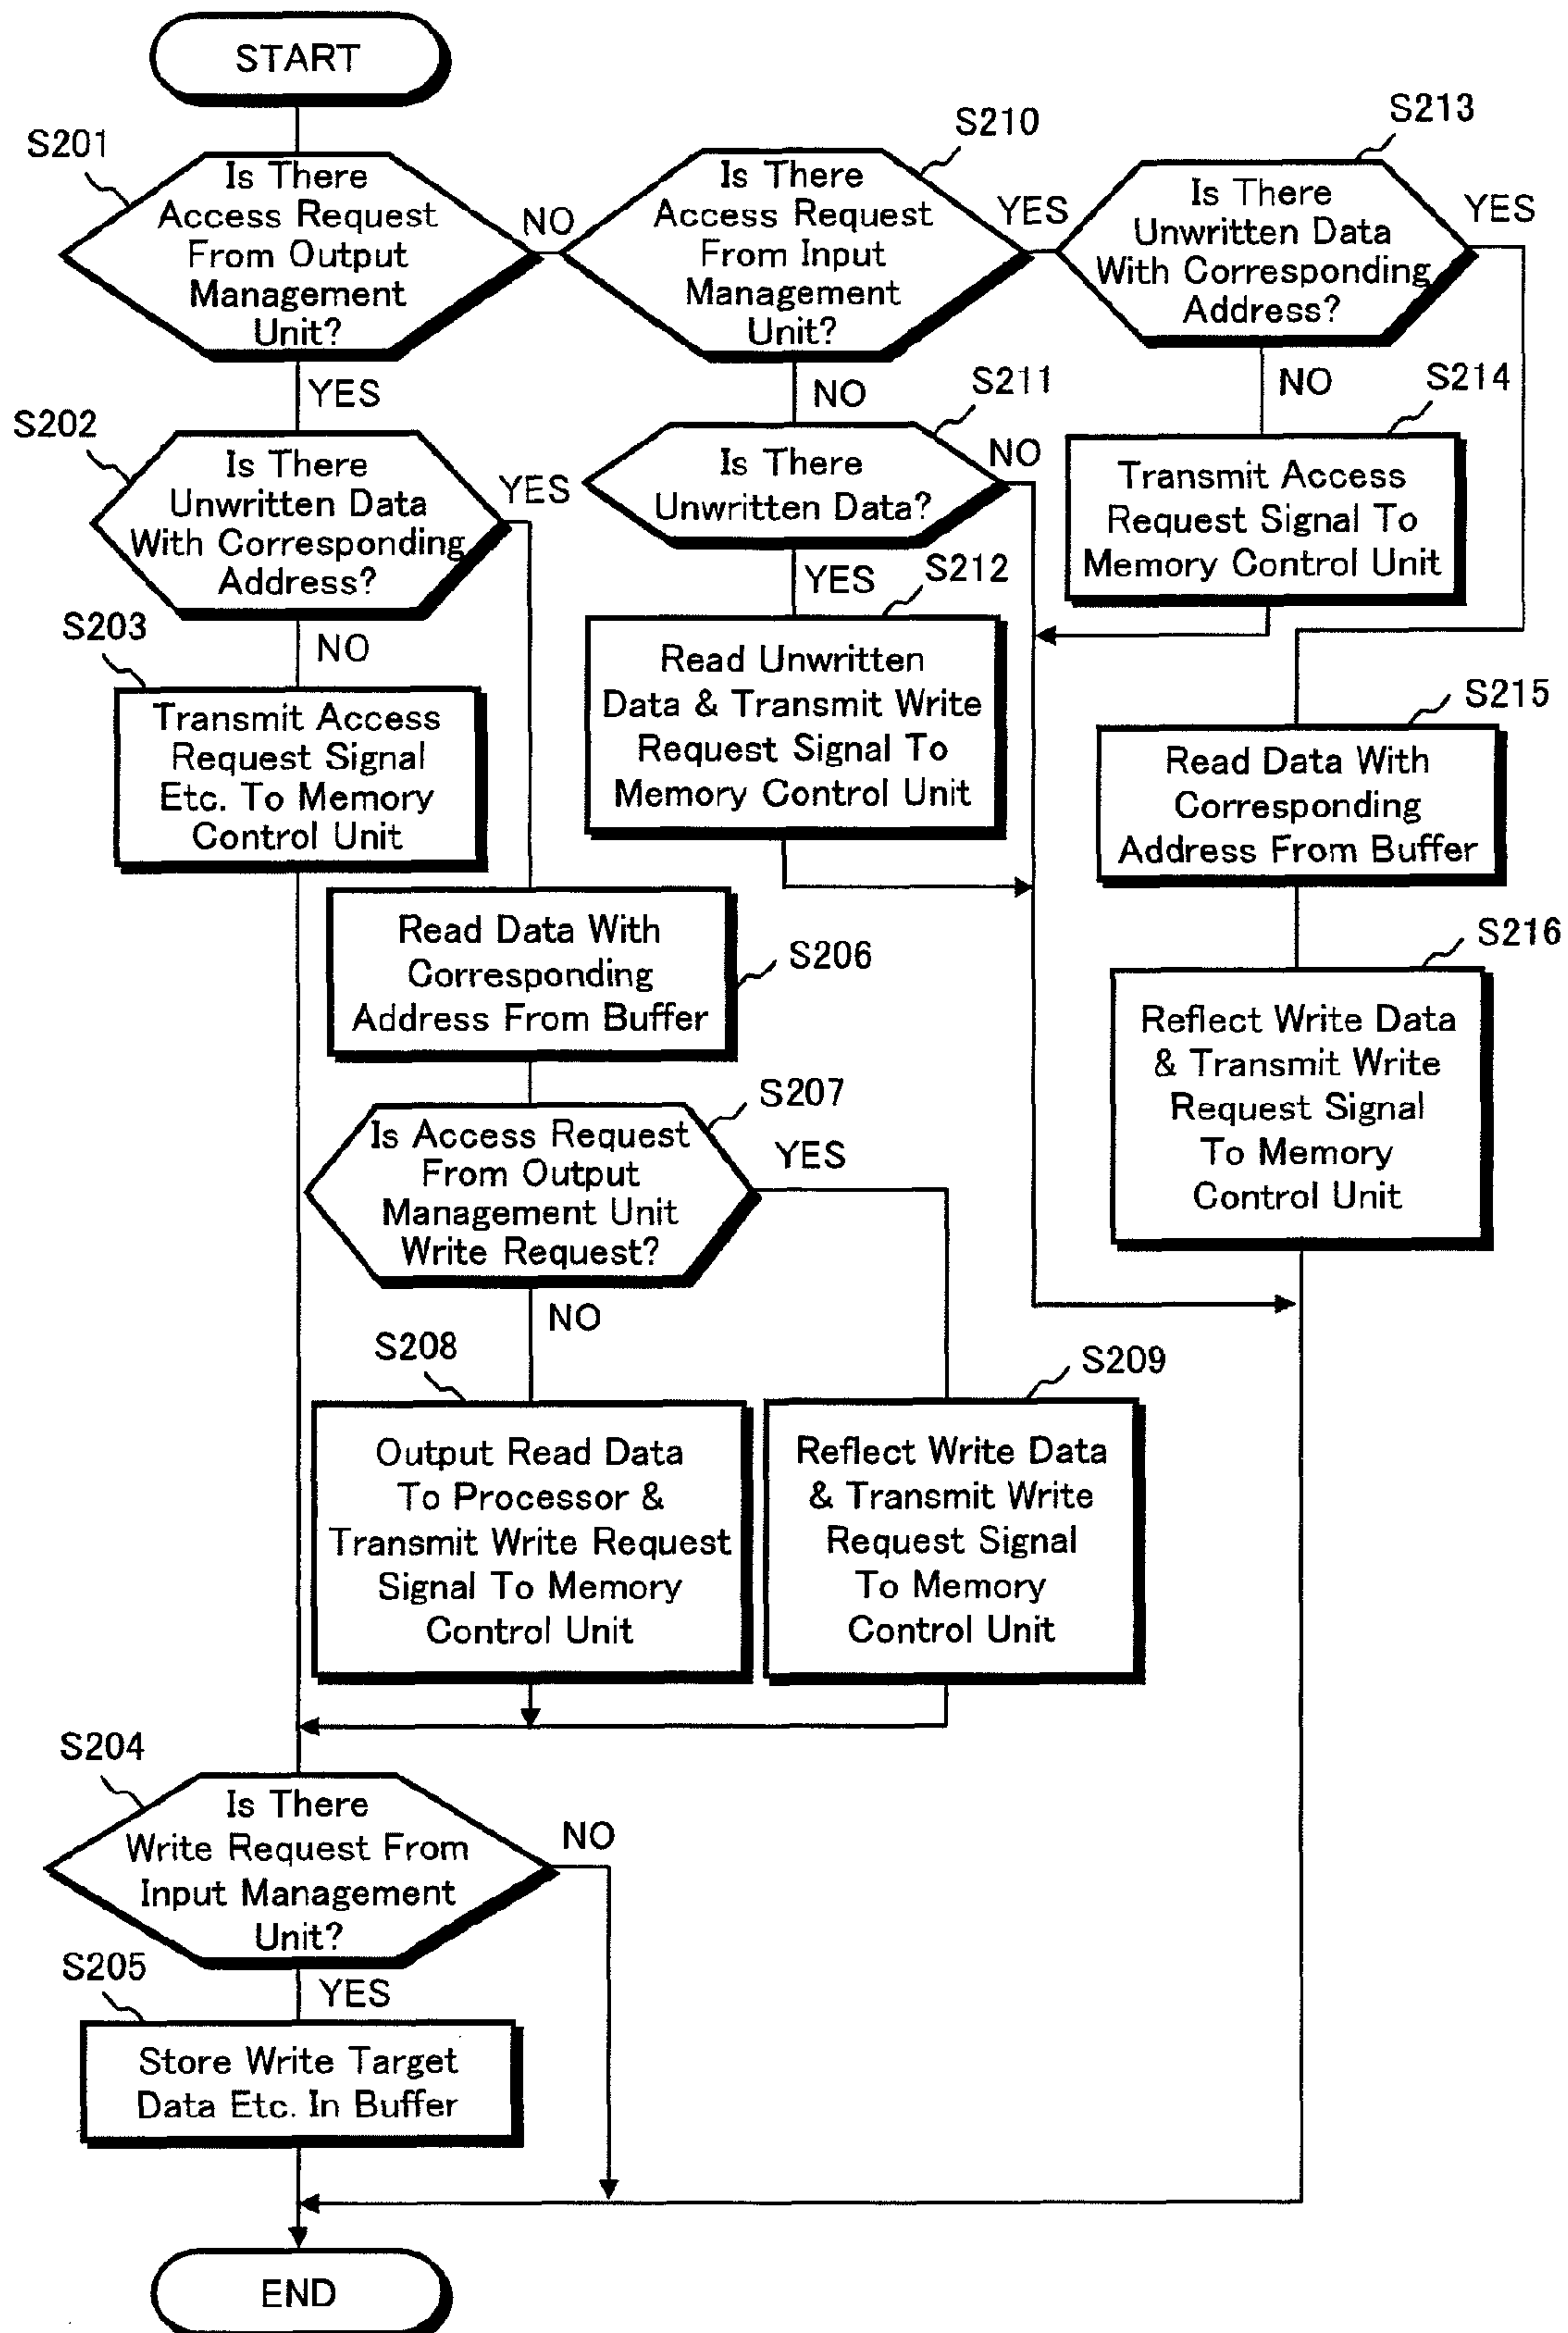 START
S201
Is There
Access Request
From Output
Management
Unit?
NO
YES
S210
Is There
Access Request
From Input
Management
Unit?
YES
NO
S213
Is There
Unwritten Data
With Corresponding
Address?
YES
NO
S202
Is There
Unwritten Data
With Corresponding
Address?
YES
NO
S211
Is There
Unwritten Data?
NO
YES
S214
Transmit Access
Request Signal To
Memory Control Unit
S203
Transmit Access
Request Signal
Etc. To Memory
Control Unit
S212
Read Unwritten
Data & Transmit Write
Request Signal To
Memory Control Unit
S215
Read Data With
Corresponding
Address From Buffer
S206
Read Data With
Corresponding
Address From Buffer
S216
Reflect Write Data
& Transmit Write
Request Signal
To Memory
Control Unit
S207
Is Access Request
From Output
Management Unit
Write Request?
YES
NO
S208
Output Read Data
To Processor &
Transmit Write Request
Signal To Memory
Control Unit
S209
Reflect Write Data
& Transmit Write
Request Signal
To Memory
Control Unit
S204
Is There
Write Request From
Input Management
Unit?
NO
YES
S205
Store Write Target
Data Etc. In Buffer
END